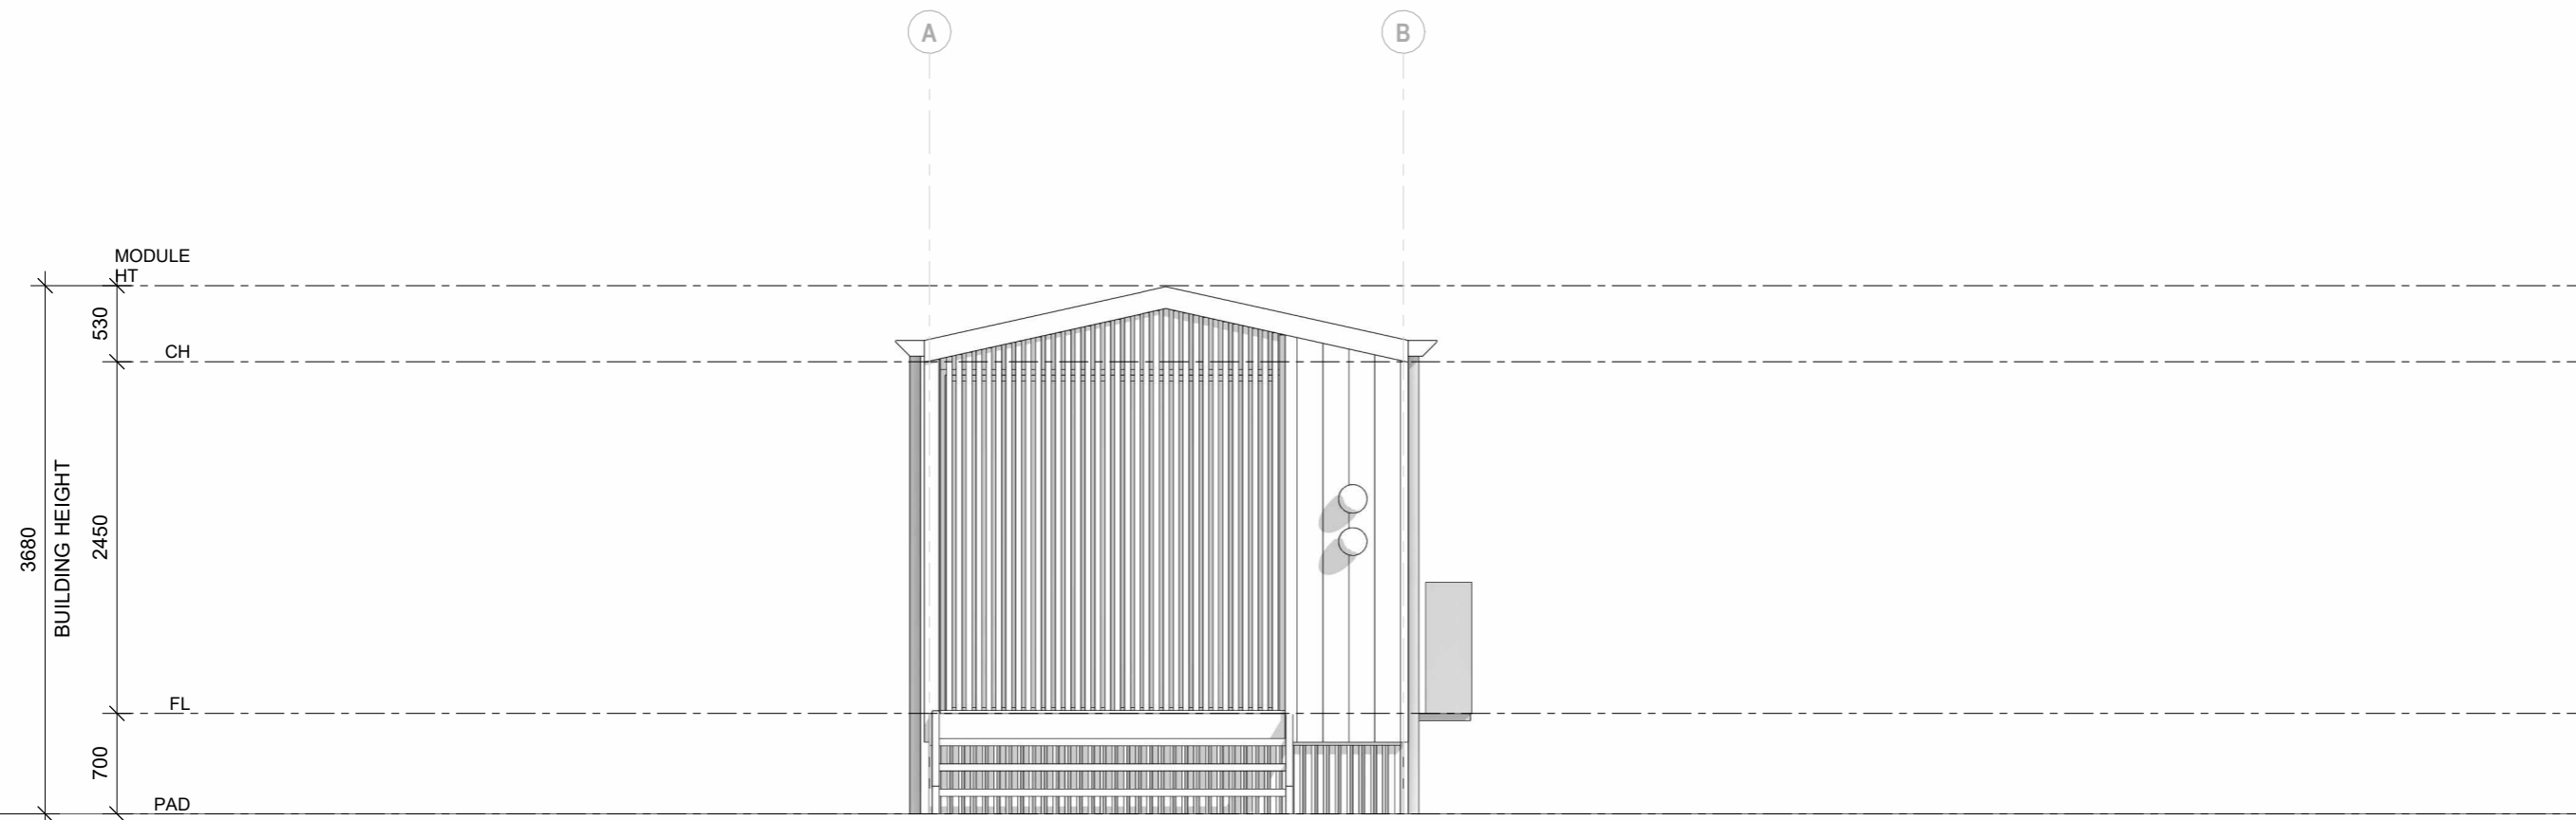 A
B
MODULE
HT
530
CH
2450
BUILDING HEIGHT
3680
FL
700
PAD